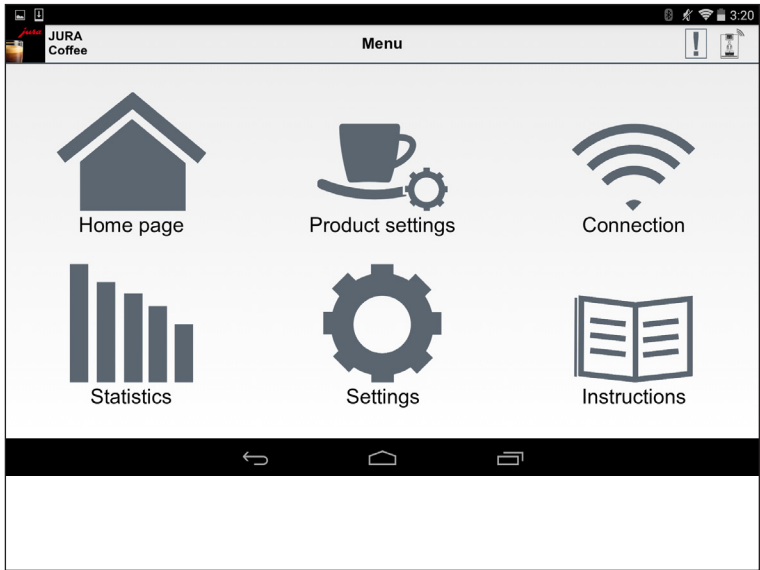 3:20
jura
JURA
Coffee
Menu
Home page
Product settings
Connection
Statistics
Settings
Instructions